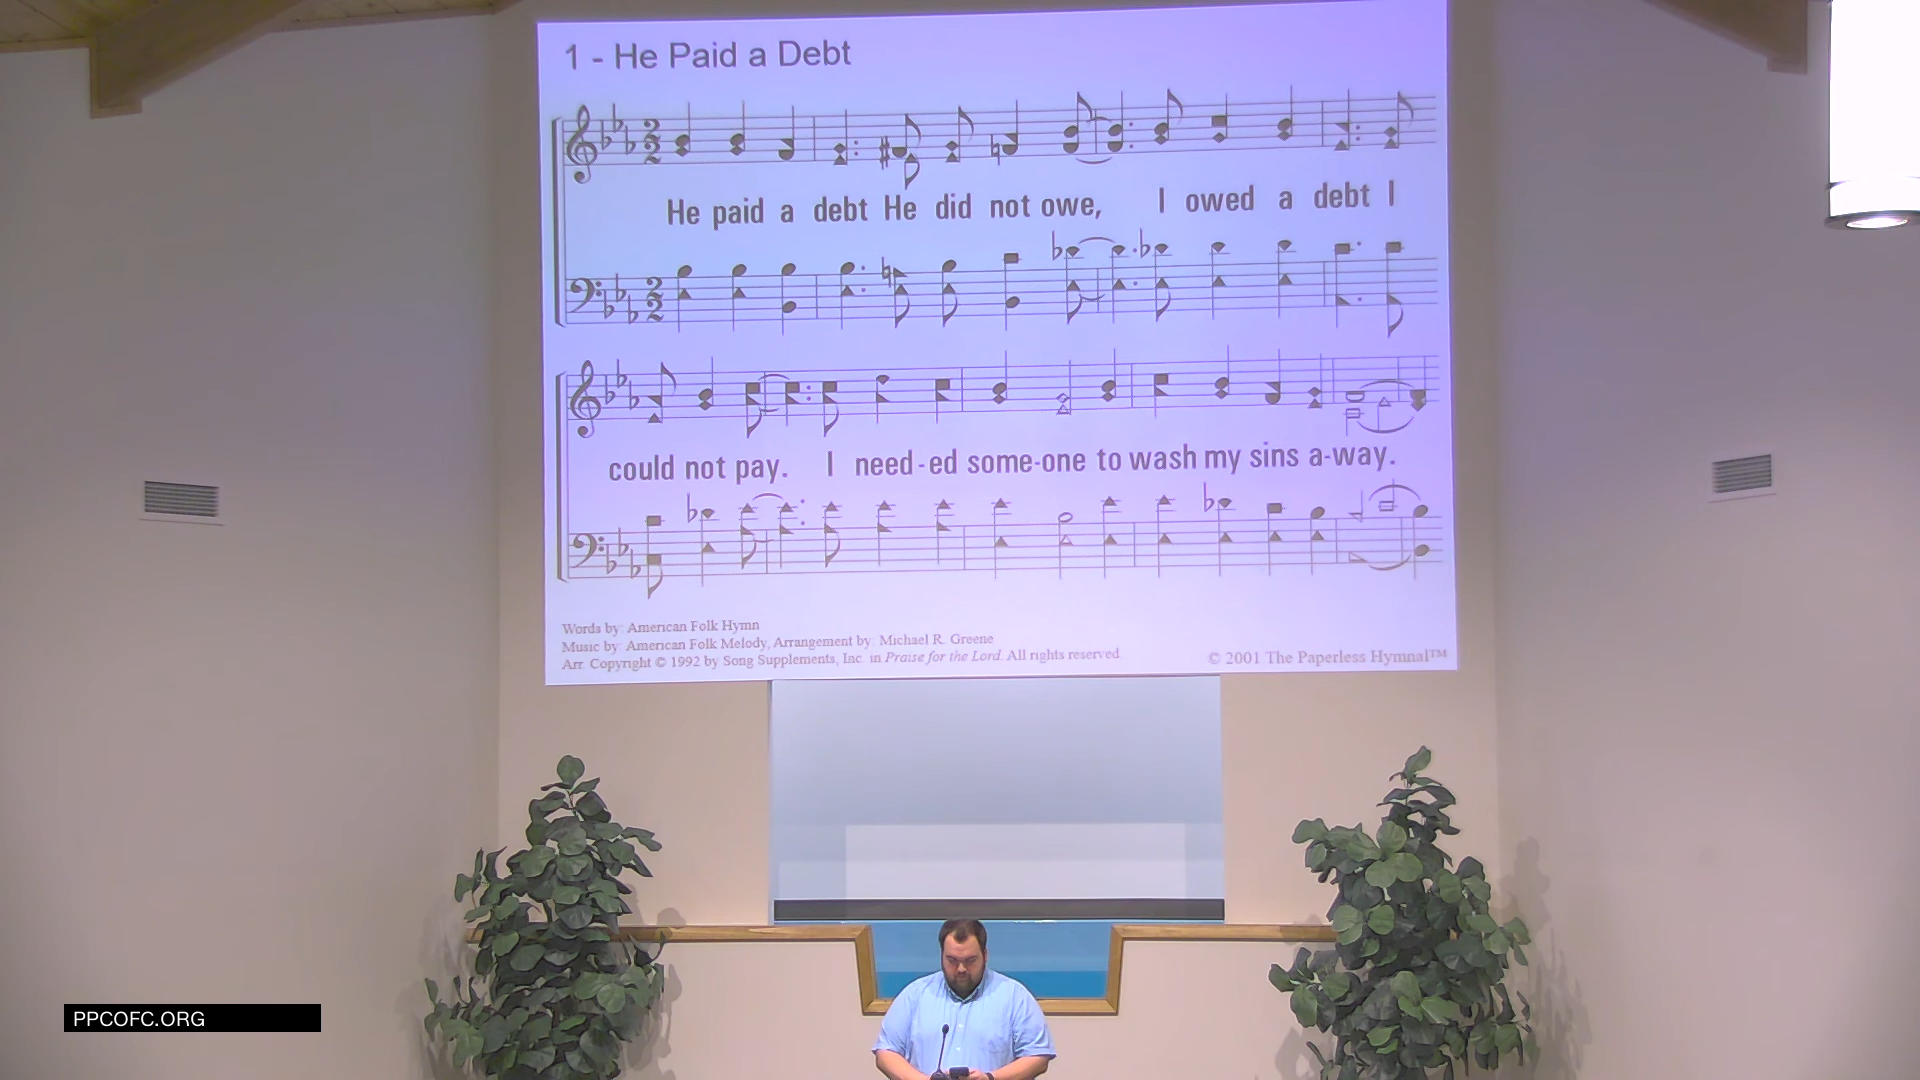 1 - He Paid a Debt
He paid a debt He did not owe, I owed a debt I
could not pay. I need-ed some-one to wash my sins a-way.
Words by: American Folk Hymn
Music by: American Folk Melody, Arrangement by: Michael R. Greene
Arr. Copyright © 1992 by Song Supplements, Inc. in Praise for the Lord. All rights reserved.
© 2001 The Paperless Hymnal™
PPCOFC.ORG